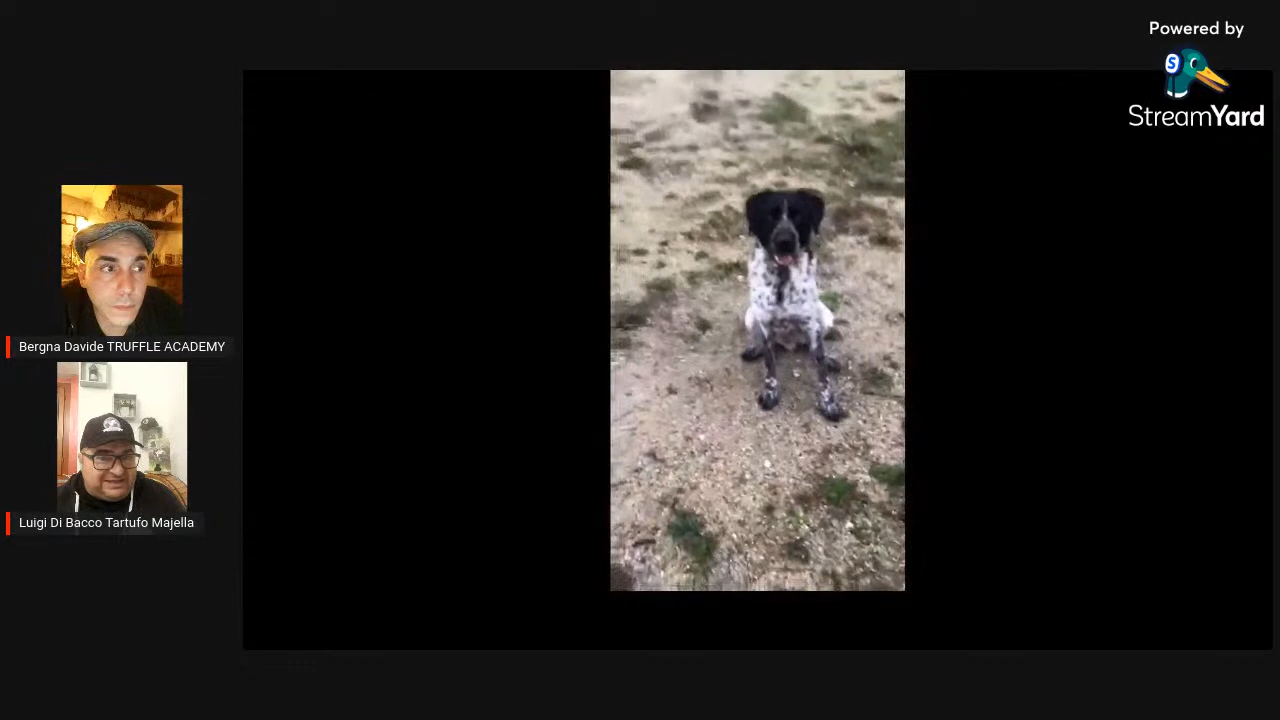 Powered by
S
StreamYard
Bergna Davide TRUFFLE ACADEMY
Luigi Di Bacco Tartufo Majella